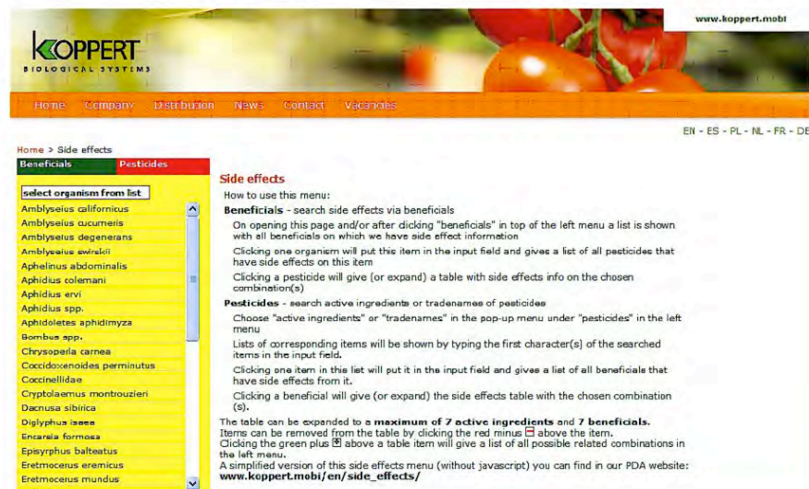 www.koppert.mobi
KOPPERT
BIOLOGICAL SYSTEMS
Home Company Distribution News Contact Vacancies
EN - ES - PL - NL - FR - DE
Home > Side effects
Beneficials Pesticides
select organism from list
Amblyseius californicus
Amblyseius cucumeris
Amblyseius degenerans
Amblyseius swirskii
Aphelinus abdominalis
Aphidius colemani
Aphidius ervi
Aphidius spp.
Aphidoletes aphidimyza
Bombus spp.
Chrysoperla carnea
Coccidoxenoides perminutus
Coccinellidae
Cryptolaemus montrouzieri
Dacnusa sibirica
Diglyphus isaea
Encarsia formosa
Episyrphus balteatus
Eretmocerus eremicus
Eretmocerus mundus
Side effects
How to use this menu:
Beneficials - search side effects via beneficials
On opening this page and/or after clicking "beneficials" in top of the left menu a list is shown
with all beneficials on which we have side effect information
Clicking one organism will put this item in the input field and gives a list of all pesticides that
have side effects on this item
Clicking a pesticide will give (or expand) a table with side effects info on the chosen
combination(s)
Pesticides - search active ingredients or tradenames of pesticides
Choose "active ingredients" or "tradenames" in the pop-up menu under "pesticides" in the left
menu
Lists of corresponding items will be shown by typing the first character(s) of the searched
items in the input field.
Clicking one item in this list will put it in the input field and gives a list of all beneficials that
have side effects from it.
Clicking a beneficial will give (or expand) the side effects table with the chosen combination
(s).
The table can be expanded to a maximum of 7 active ingredients and 7 beneficials.
Items can be removed from the table by clicking the red minus above the item.
Clicking the green plus above a table item will give a list of all possible related combinations in
the left menu.
A simplified version of this side effects menu (without javascript) you can find in our PDA website:
www.koppert.mobi/en/side_effects/